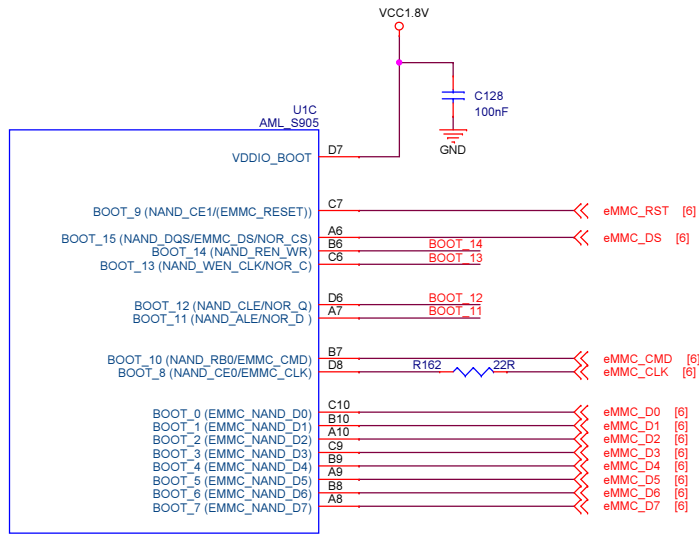 VCC1.8V
C128
100nF
GND
U1C
AML_S905
VDDIO_BOOT D7
BOOT_9 (NAND_CE1/(EMMC_RESET)) C7 eMMC_RST [6]
BOOT_15 (NAND_DQS/EMMC_DS/NOR_CS) A6 eMMC_DS [6]
BOOT_14 (NAND_REN_WR) B6 BOOT_14
BOOT_13 (NAND_WEN_CLK/NOR_C) C6 BOOT_13
BOOT_12 (NAND_CLE/NOR_Q) D6 BOOT_12
BOOT_11 (NAND_ALE/NOR_D ) A7 BOOT_11
BOOT_10 (NAND_RB0/EMMC_CMD) B7 eMMC_CMD [6]
BOOT_8 (NAND_CE0/EMMC_CLK) D8 R162 22R eMMC_CLK [6]
BOOT_0 (EMMC_NAND_D0) C10 eMMC_D0 [6]
BOOT_1 (EMMC_NAND_D1) B10 eMMC_D1 [6]
BOOT_2 (EMMC_NAND_D2) A10 eMMC_D2 [6]
BOOT_3 (EMMC_NAND_D3) C9 eMMC_D3 [6]
BOOT_4 (EMMC_NAND_D4) B9 eMMC_D4 [6]
BOOT_5 (EMMC_NAND_D5) A9 eMMC_D5 [6]
BOOT_6 (EMMC_NAND_D6) B8 eMMC_D6 [6]
BOOT_7 (EMMC_NAND_D7) A8 eMMC_D7 [6]